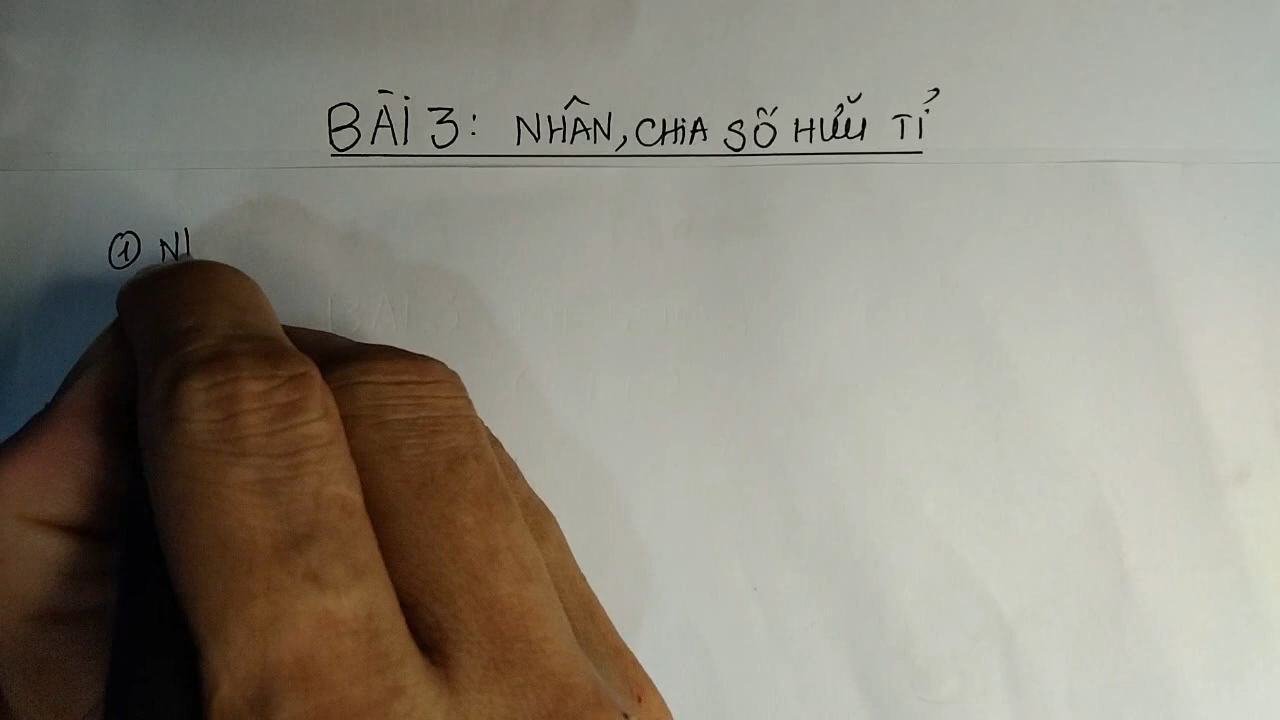 BÀI 3: NHÂN, CHIA SỐ HỮU TỈ
① N